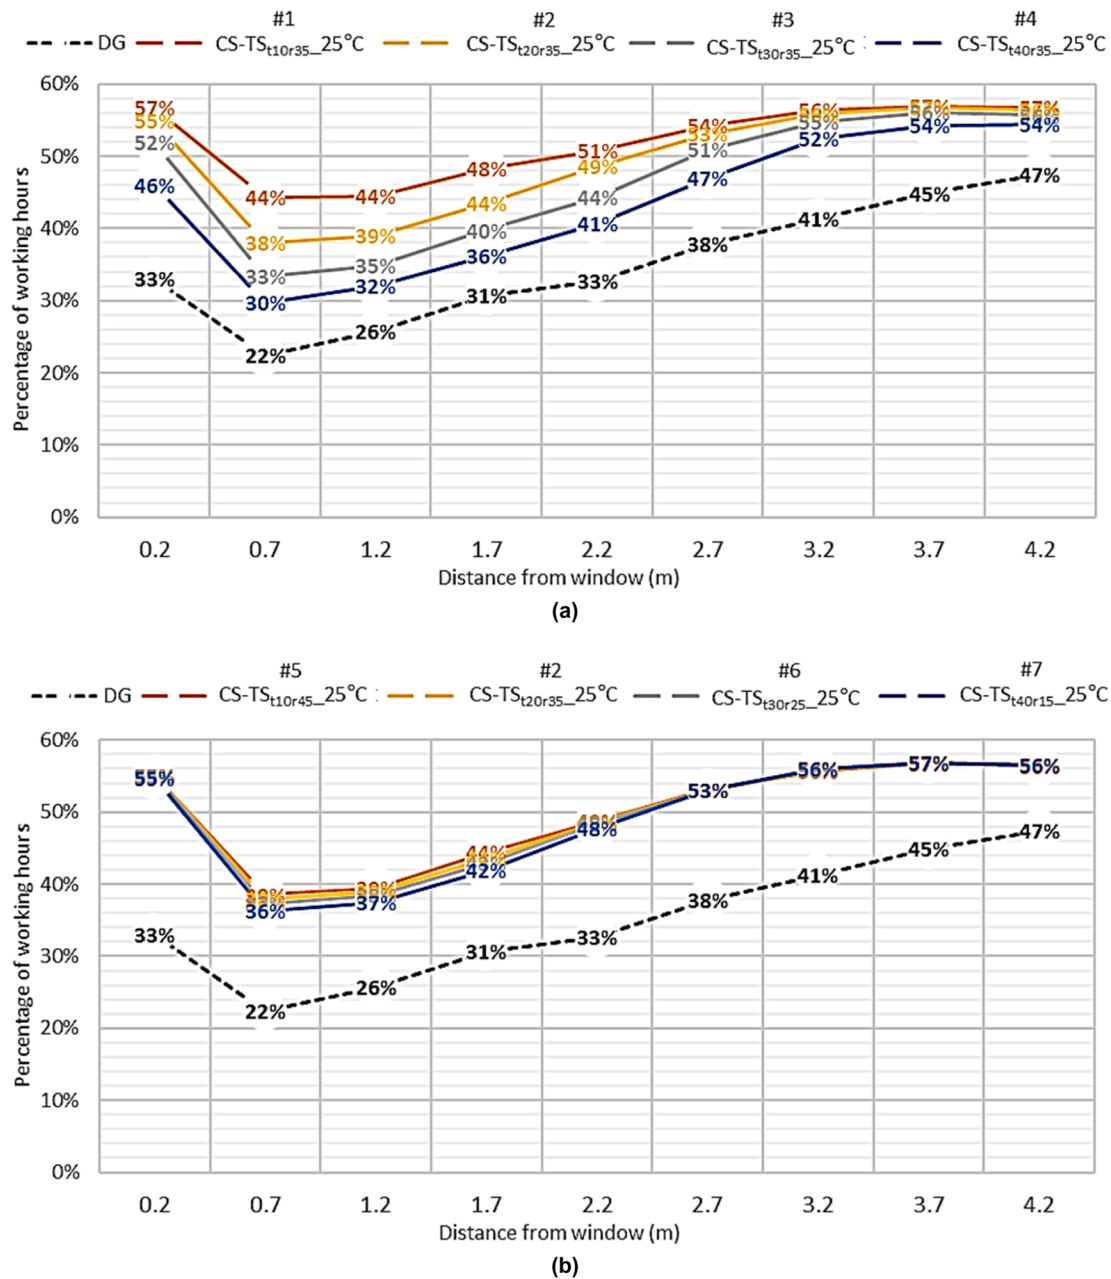 #1 #2 #3 #4
DG CS-TSt10r35_25°C CS-TSt20r35_25°C CS-TSt30r35_25°C CS-TSt40r35_25°C
60%
57% 54% 56% 57% 57%
55% 53%
52% 51% 55% 56%
50% 51% 52% 54% 54%
46% 44% 44% 48% 49% 47% 47%
44% 44% 45%
40% 38% 39% 40% 41% 38% 41%
33% 33% 35% 36% 33%
30% 30% 32% 31%
22% 26%
20%
10%
0%
Percentage of working hours
0.2 0.7 1.2 1.7 2.2 2.7 3.2 3.7 4.2
Distance from window (m)
(a)
#5 #2 #6 #7
DG CS-TSt10r45_25°C : CS-TSt20r35_25°C CS-TSt30r25_25°C CS-TSt40r15_25°C
60%
55% 53% 56% 57% 56%
50% 44% 48% 47%
42% 45%
40% 36% 37% 38% 41%
33% 31% 33%
30% 26%
22%
20%
10%
0%
Percentage of working hours
0.2 0.7 1.2 1.7 2.2 2.7 3.2 3.7 4.2
Distance from window (m)
(b)